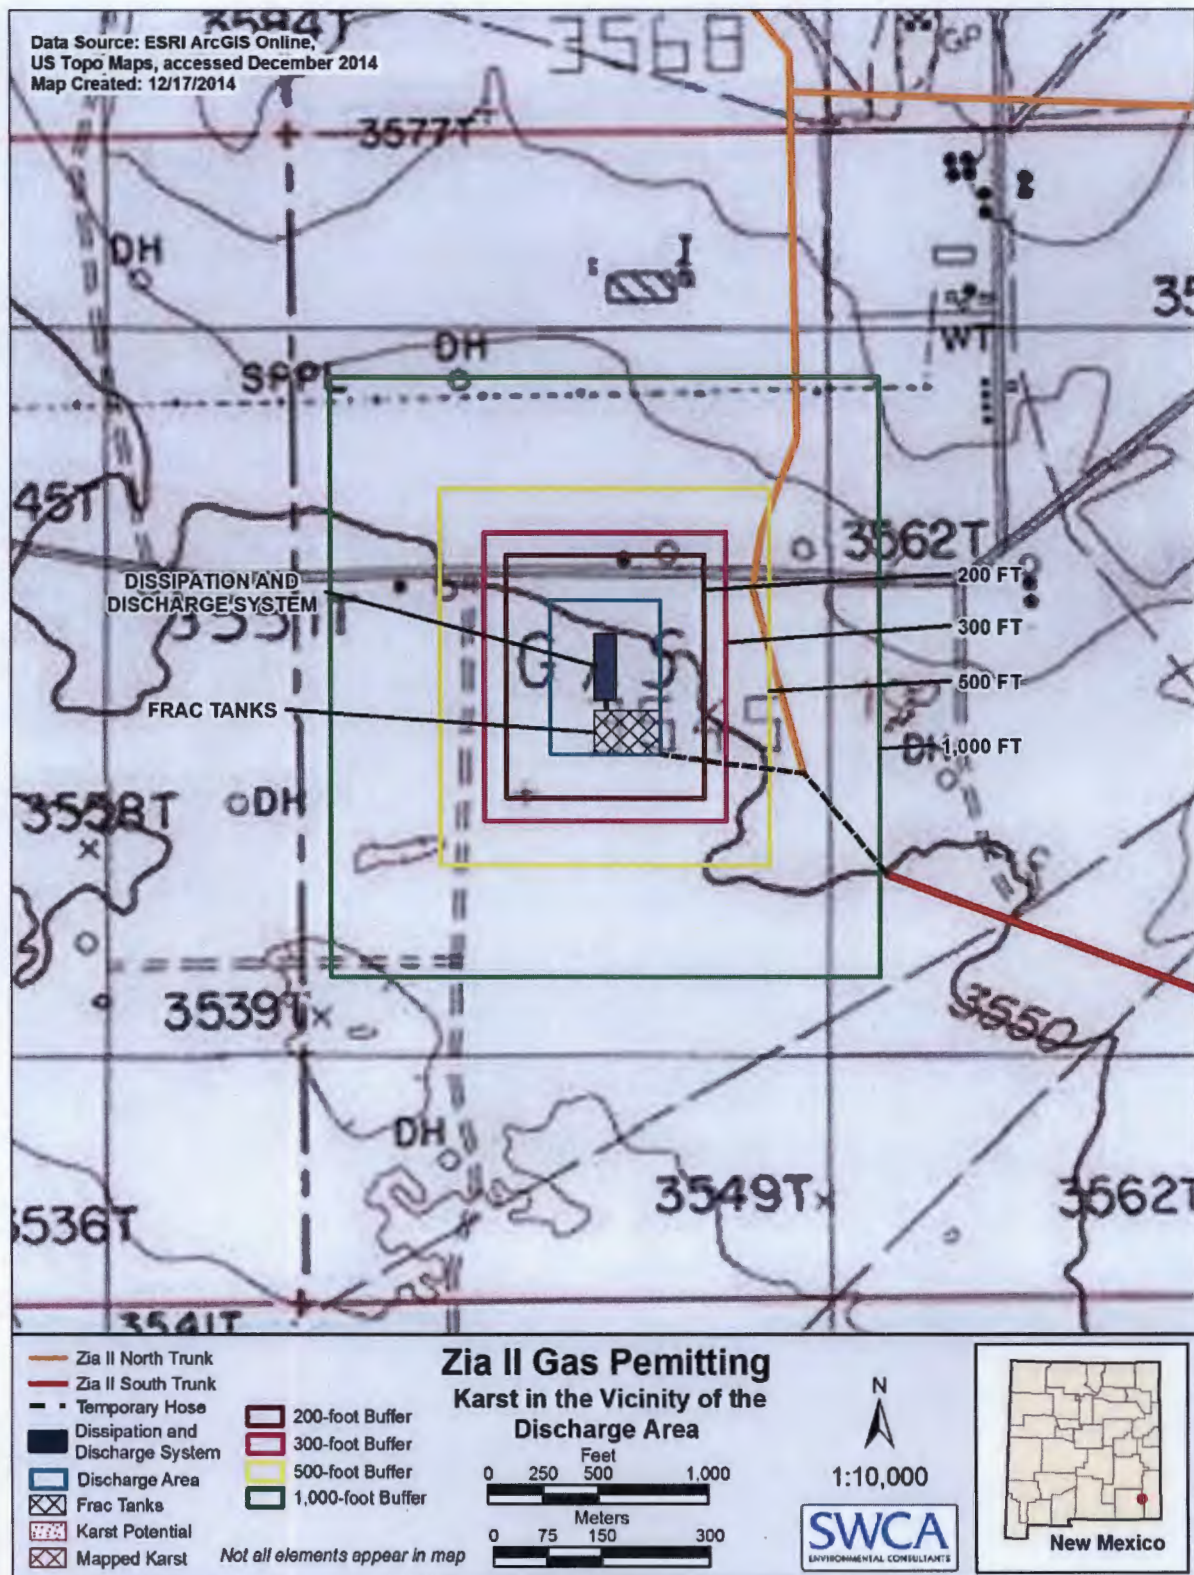 Data Source: ESRI ArcGIS Online,
US Topo Maps, accessed December 2014
Map Created: 12/17/2014
3584T
3568
GP
3577T
DH
I
WT
DH
SPPL
45T
3562T
DISSIPATION AND
DISCHARGE SYSTEM
200 FT
300 FT
500 FT
FRAC TANKS
1,000 FT
DH
3558T
DH
3539T
3550
DH
3549T
3562T
3536T
3541T
Zia II North Trunk
Zia II South Trunk
Temporary Hose
Dissipation and
Discharge System
Discharge Area
Frac Tanks
Karst Potential
Mapped Karst
200-foot Buffer
300-foot Buffer
500-foot Buffer
1,000-foot Buffer
Not all elements appear in map
Zia II Gas Pemitting
Karst in the Vicinity of the
Discharge Area
Feet
0 250 500 1,000
Meters
0 75 150 300
N
1:10,000
SWCA
ENVIRONMENTAL CONSULTANTS
New Mexico